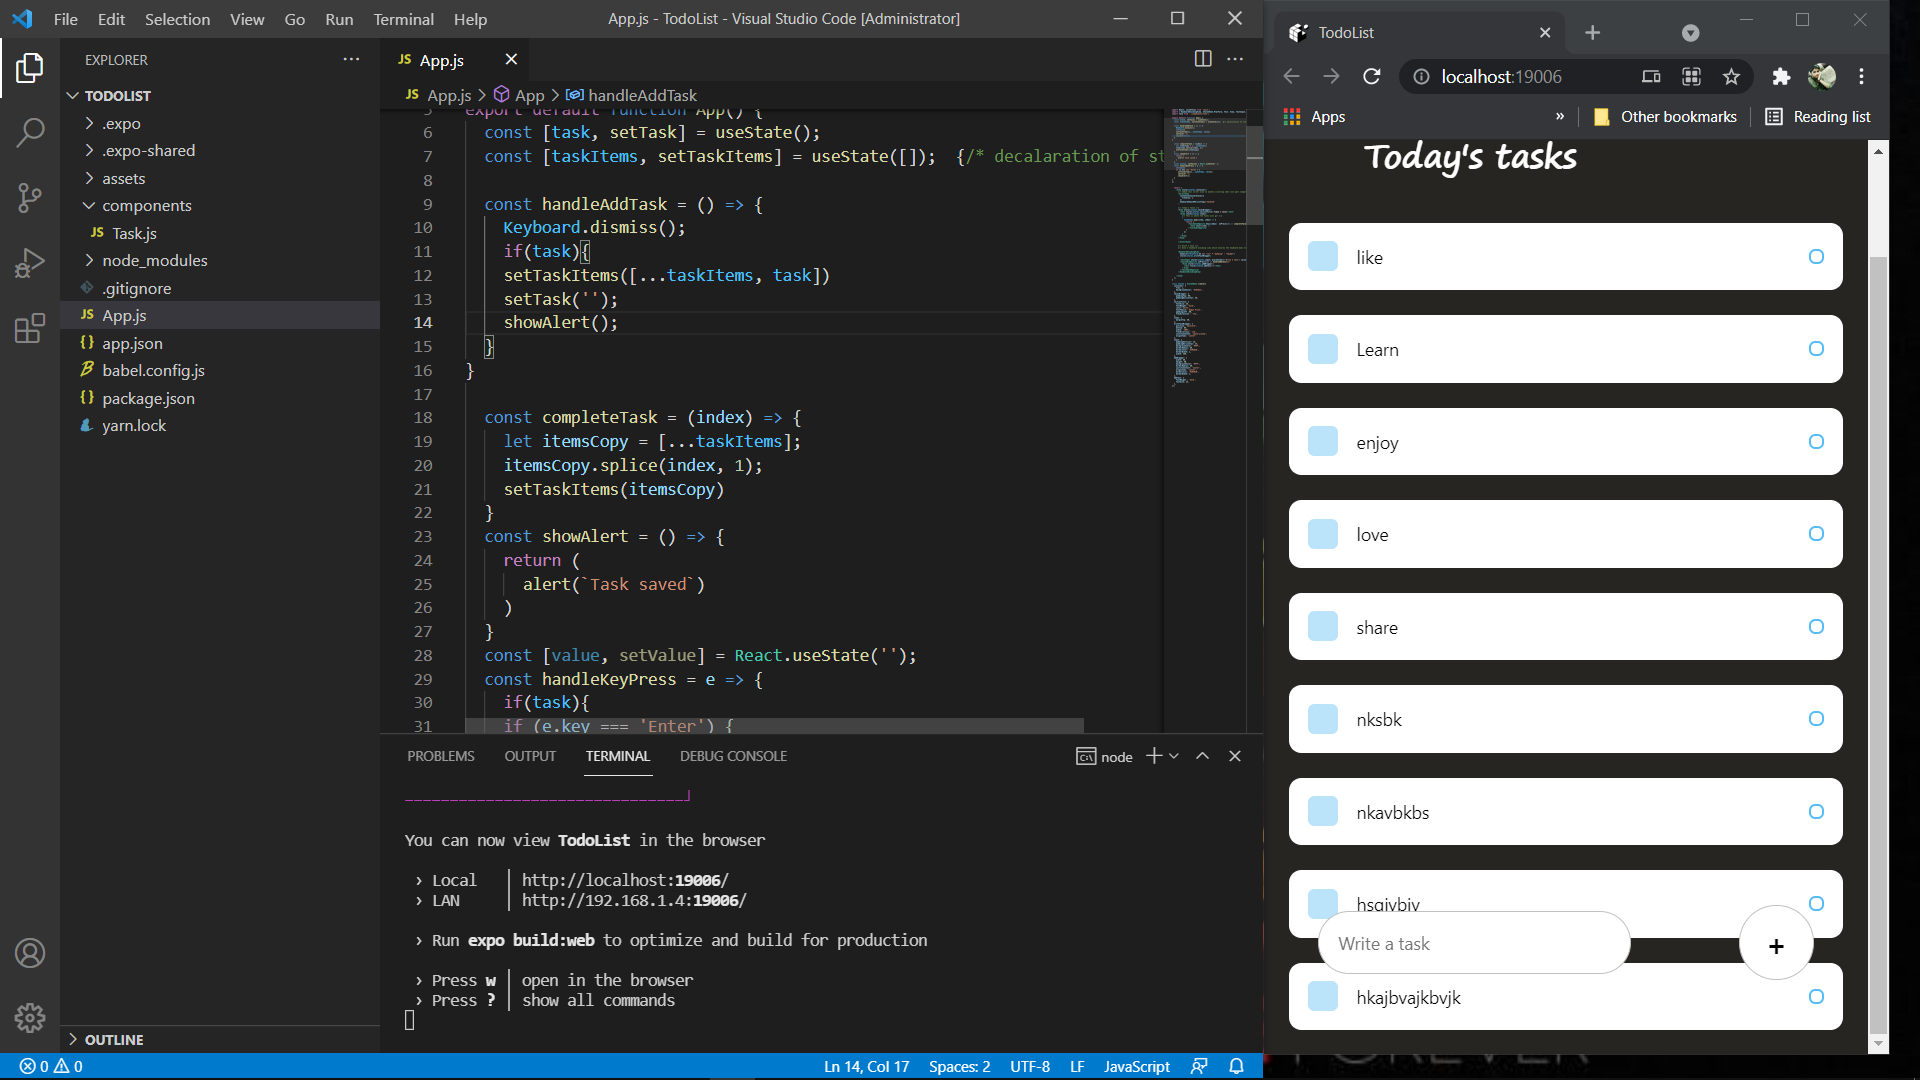 File Edit Selection View Go Run Terminal Help
App.js - TodoList - Visual Studio Code [Administrator]
EXPLORER
TODOLIST
.expo
.expo-shared
assets
components
JS Task.js
node_modules
.gitignore
JS App.js
{} app.json
babel.config.js
{} package.json
yarn.lock
OUTLINE
JS App.js
JS App.js > App > handleAddTask
5 export default function App() {
6 const [task, setTask] = useState();
7 const [taskItems, setTaskItems] = useState([]); {/* decalaration of st
8
9 const handleAddTask = () => {
10 Keyboard.dismiss();
11 if(task){
12 setTaskItems([...taskItems, task])
13 setTask('');
14 showAlert();
15 }
16 }
17
18 const completeTask = (index) => {
19 let itemsCopy = [...taskItems];
20 itemsCopy.splice(index, 1);
21 setTaskItems(itemsCopy)
22 }
23 const showAlert = () => {
24 return (
25 alert(`Task saved`)
26 )
27 }
28 const [value, setValue] = React.useState('');
29 const handleKeyPress = e => {
30 if(task){
31 if (e.key === 'Enter') {
PROBLEMS OUTPUT TERMINAL DEBUG CONSOLE
node
You can now view TodoList in the browser
› Local | http://localhost:19006/
› LAN | http://192.168.1.4:19006/
› Run expo build:web to optimize and build for production
› Press w | open in the browser
› Press ? | show all commands
0 0
Ln 14, Col 17 Spaces: 2 UTF-8 LF JavaScript
TodoList
localhost:19006
Apps » Other bookmarks Reading list
Today's tasks
like
Learn
enjoy
love
share
nksbk
nkavbkbs
Write a task +
hkajbvajkbvjk